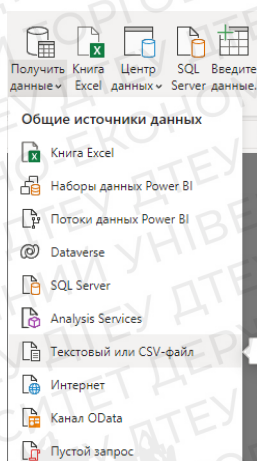 Получить Книга Центр SQL Введите
данные Excel данных Server данные.
Общие источники данных
Книга Excel
Наборы данных Power BI
Потоки данных Power BI
Dataverse
SQL Server
Analysis Services
Текстовый или CSV-файл
Интернет
Канал OData
Пустой запрос